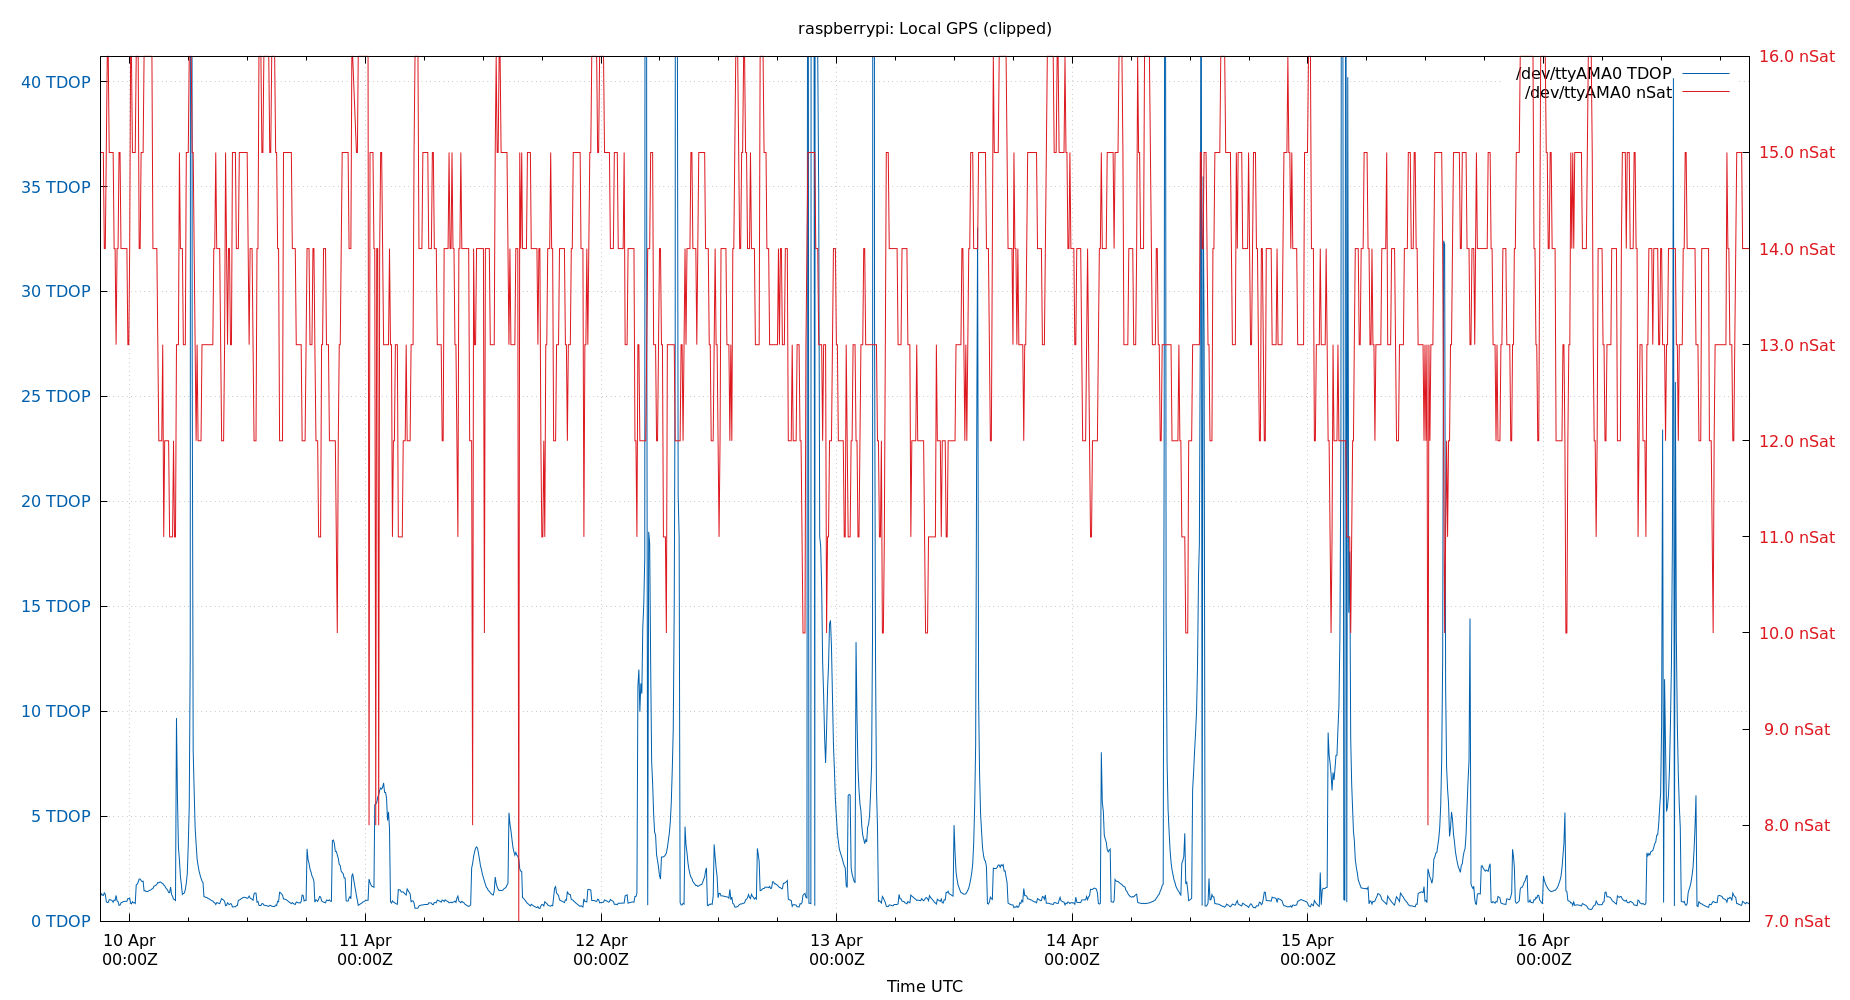 raspberrypi: Local GPS (clipped)
/dev/ttyAMA0 TDOP
/dev/ttyAMA0 nSat
40 TDOP
35 TDOP
30 TDOP
25 TDOP
20 TDOP
15 TDOP
10 TDOP
5 TDOP
0 TDOP
16.0 nSat
15.0 nSat
14.0 nSat
13.0 nSat
12.0 nSat
11.0 nSat
10.0 nSat
9.0 nSat
8.0 nSat
7.0 nSat
10 Apr
00:00Z
11 Apr
00:00Z
12 Apr
00:00Z
13 Apr
00:00Z
14 Apr
00:00Z
15 Apr
00:00Z
16 Apr
00:00Z
Time UTC